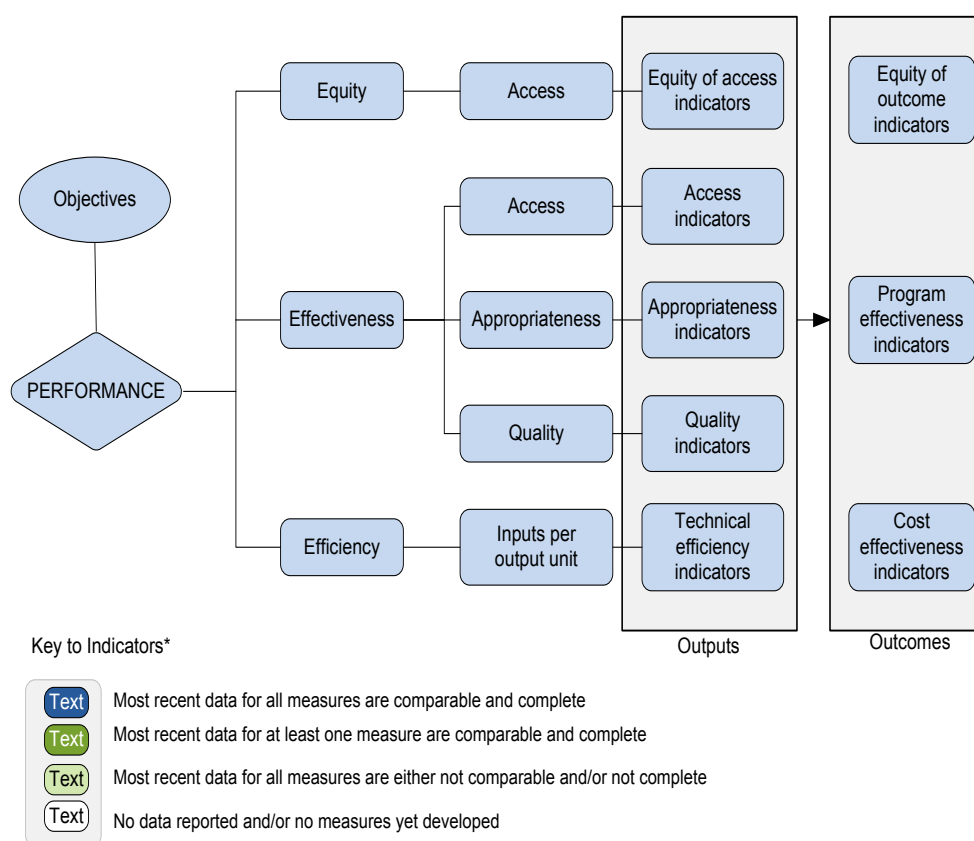 Objectives
PERFORMANCE
Equity
Access
Equity of access
indicators
Equity of
outcome
indicators
Access
Access
indicators
Effectiveness
Appropriateness
Appropriateness
indicators
Program
effectiveness
indicators
Quality
Quality
indicators
Efficiency
Inputs per
output unit
Technical
efficiency
indicators
Cost
effectiveness
indicators
Outputs
Outcomes
Key to Indicators*
Text Most recent data for all measures are comparable and complete
Text Most recent data for at least one measure are comparable and complete
Text Most recent data for all measures are either not comparable and/or not complete
Text No data reported and/or no measures yet developed